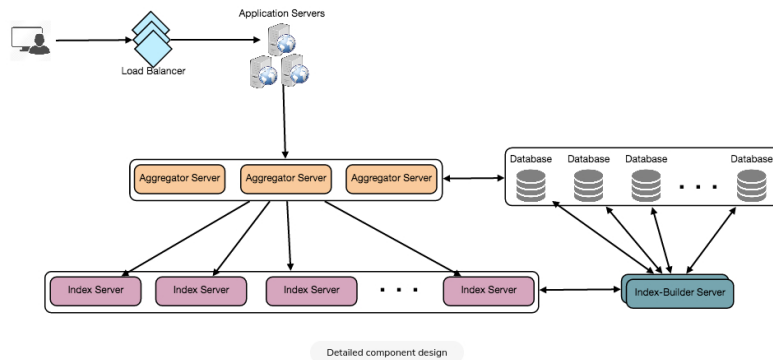 Application Servers
Load Balancer
Aggregator Server
Aggregator Server
Aggregator Server
Database
Database
Database
Database
Index Server
Index Server
Index Server
Index Server
Index-Builder Server
Detailed component design